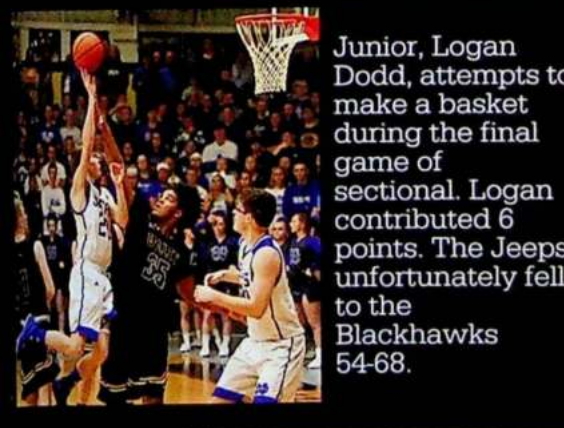 Junior, Logan
Dodd, attempts to
make a basket
during the final
game of
sectional. Logan
contributed 6
points. The Jeeps
unfortunately fell
to the
Blackhawks
54-68.
35